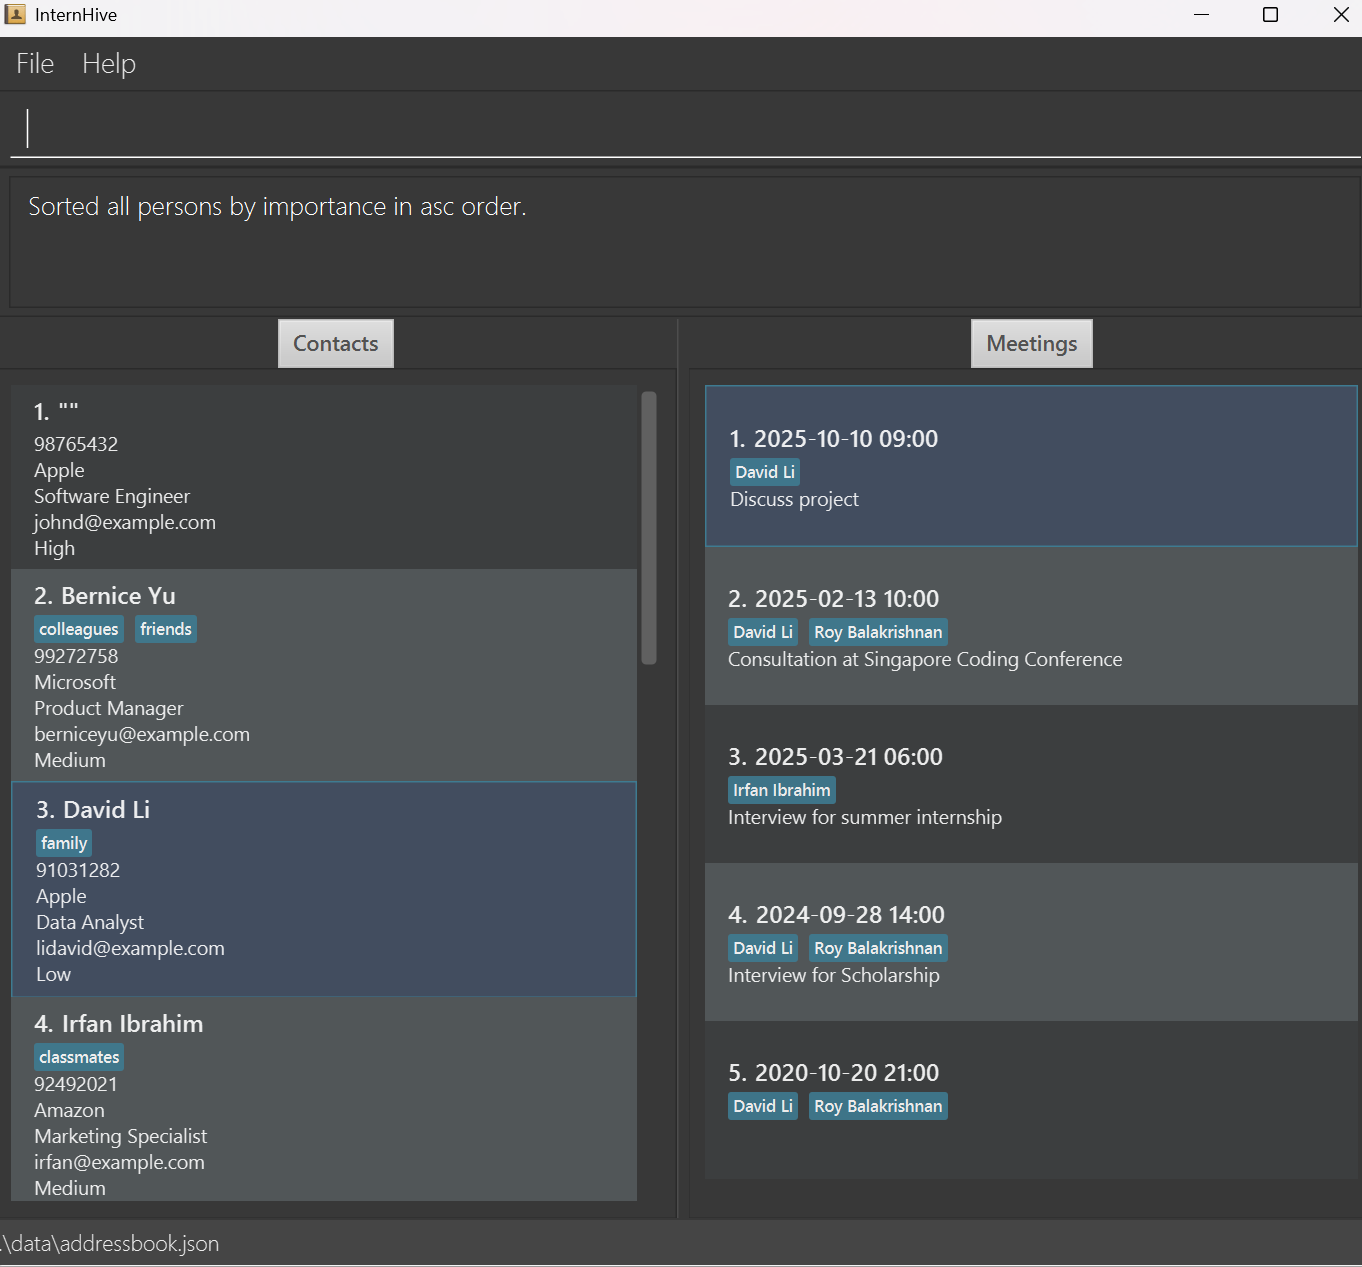 InternHive
File Help
Sorted all persons by importance in asc order.
Contacts
1. ""
98765432
Apple
Software Engineer
johnd@example.com
High
2. Bernice Yu
colleagues friends
99272758
Microsoft
Product Manager
berniceyu@example.com
Medium
3. David Li
family
91031282
Apple
Data Analyst
lidavid@example.com
Low
4. Irfan Ibrahim
classmates
92492021
Amazon
Marketing Specialist
irfan@example.com
Medium
Meetings
1. 2025-10-10 09:00
David Li
Discuss project
2. 2025-02-13 10:00
David Li Roy Balakrishnan
Consultation at Singapore Coding Conference
3. 2025-03-21 06:00
Irfan Ibrahim
Interview for summer internship
4. 2024-09-28 14:00
David Li Roy Balakrishnan
Interview for Scholarship
5. 2020-10-20 21:00
David Li Roy Balakrishnan
.\data\addressbook.json